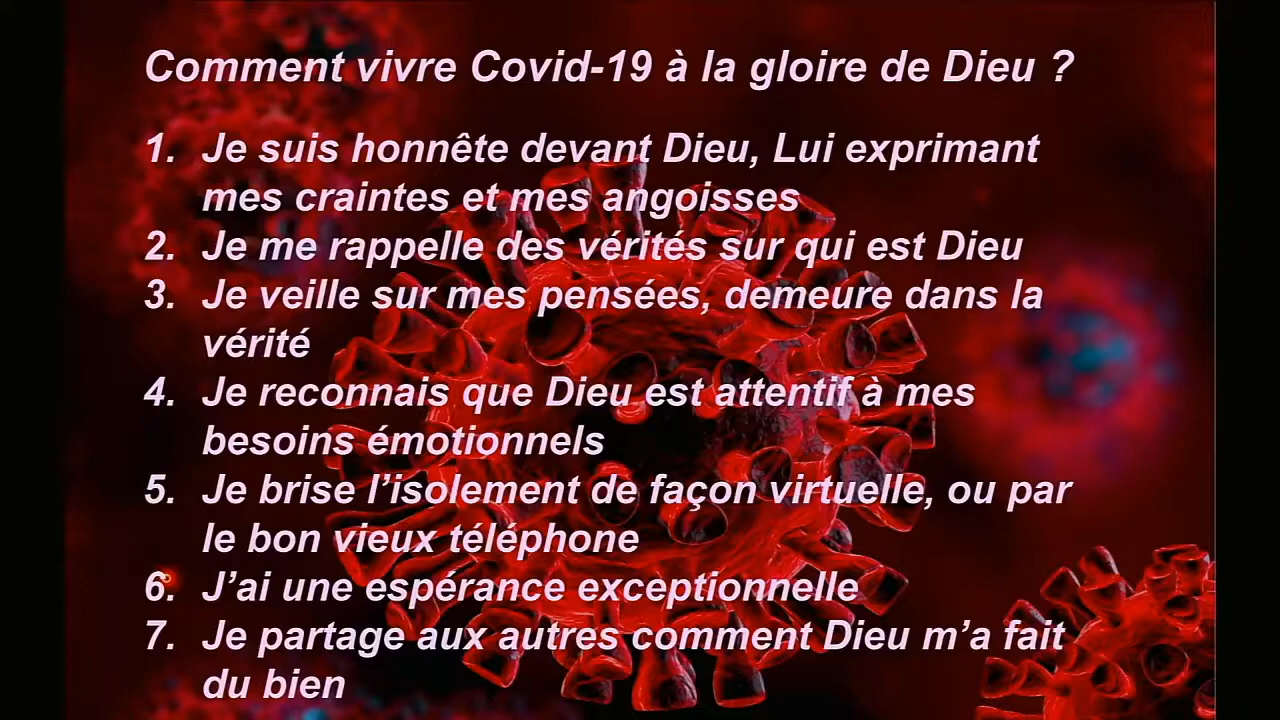 Comment vivre Covid-19 à la gloire de Dieu ?
1. Je suis honnête devant Dieu, Lui exprimant
mes craintes et mes angoisses
2. Je me rappelle des vérités sur qui est Dieu
3. Je veille sur mes pensées, demeure dans la
vérité
4. Je reconnais que Dieu est attentif à mes
besoins émotionnels
5. Je brise l’isolement de façon virtuelle, ou par
le bon vieux téléphone
6. J’ai une espérance exceptionnelle
7. Je partage aux autres comment Dieu m’a fait
du bien